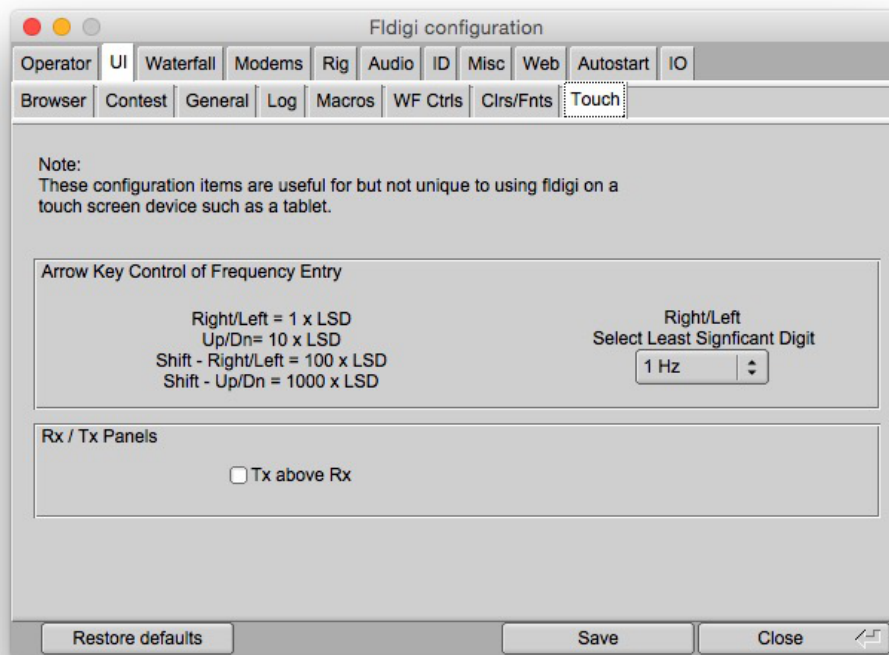 Fldigi configuration
Operator UI Waterfall Modems Rig Audio ID Misc Web Autostart IO
Browser Contest General Log Macros WF Ctrls Clrs/Fnts Touch
Note:
These configuration items are useful for but not unique to using fldigi on a
touch screen device such as a tablet.
Arrow Key Control of Frequency Entry
Right/Left = 1 x LSD
Up/Dn= 10 x LSD
Shift - Right/Left = 100 x LSD
Shift - Up/Dn = 1000 x LSD
Right/Left
Select Least Signficant Digit
1 Hz
Rx / Tx Panels
Tx above Rx
Restore defaults Save Close